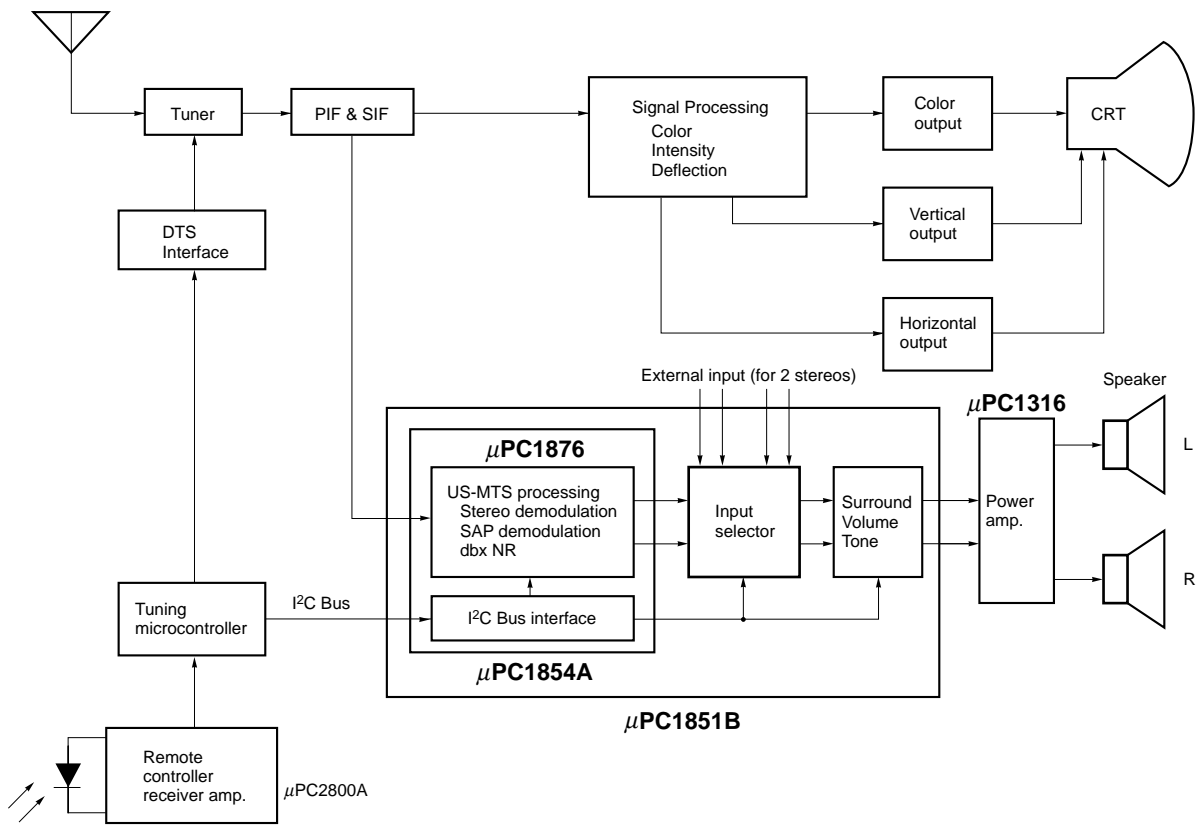 Tuner
PIF & SIF
Signal Processing
Color
Intensity
Deflection
Color
output
CRT
DTS
Interface
Vertical
output
Horizontal
output
External input (for 2 stereos)
Speaker
μPC1316
μPC1876
US-MTS processing
Stereo demodulation
SAP demodulation
dbx NR
Input
selector
Surround
Volume
Tone
Power
amp.
L
R
Tuning
microcontroller
I²C Bus
I²C Bus interface
μPC1854A
μPC1851B
Remote
controller
receiver amp.
μPC2800A